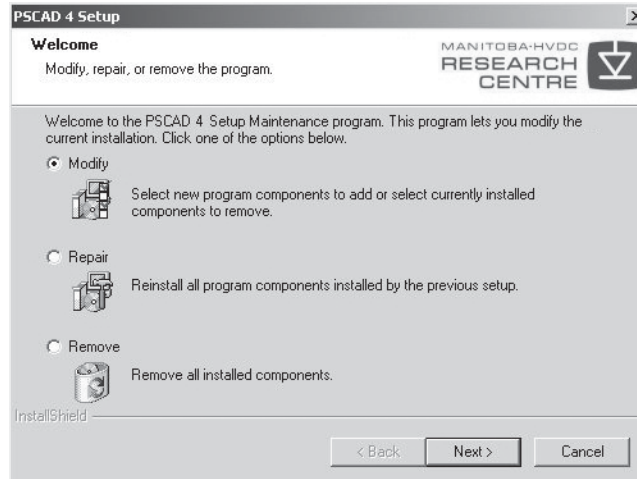 PSCAD 4 Setup
Welcome
Modify, repair, or remove the program.
MANITOBA-HVDC
RESEARCH
CENTRE
Welcome to the PSCAD 4 Setup Maintenance program. This program lets you modify the
current installation. Click one of the options below.
Modify
Select new program components to add or select currently installed
components to remove.
Repair
Reinstall all program components installed by the previous setup.
Remove
Remove all installed components.
InstallShield
< Back
Next >
Cancel